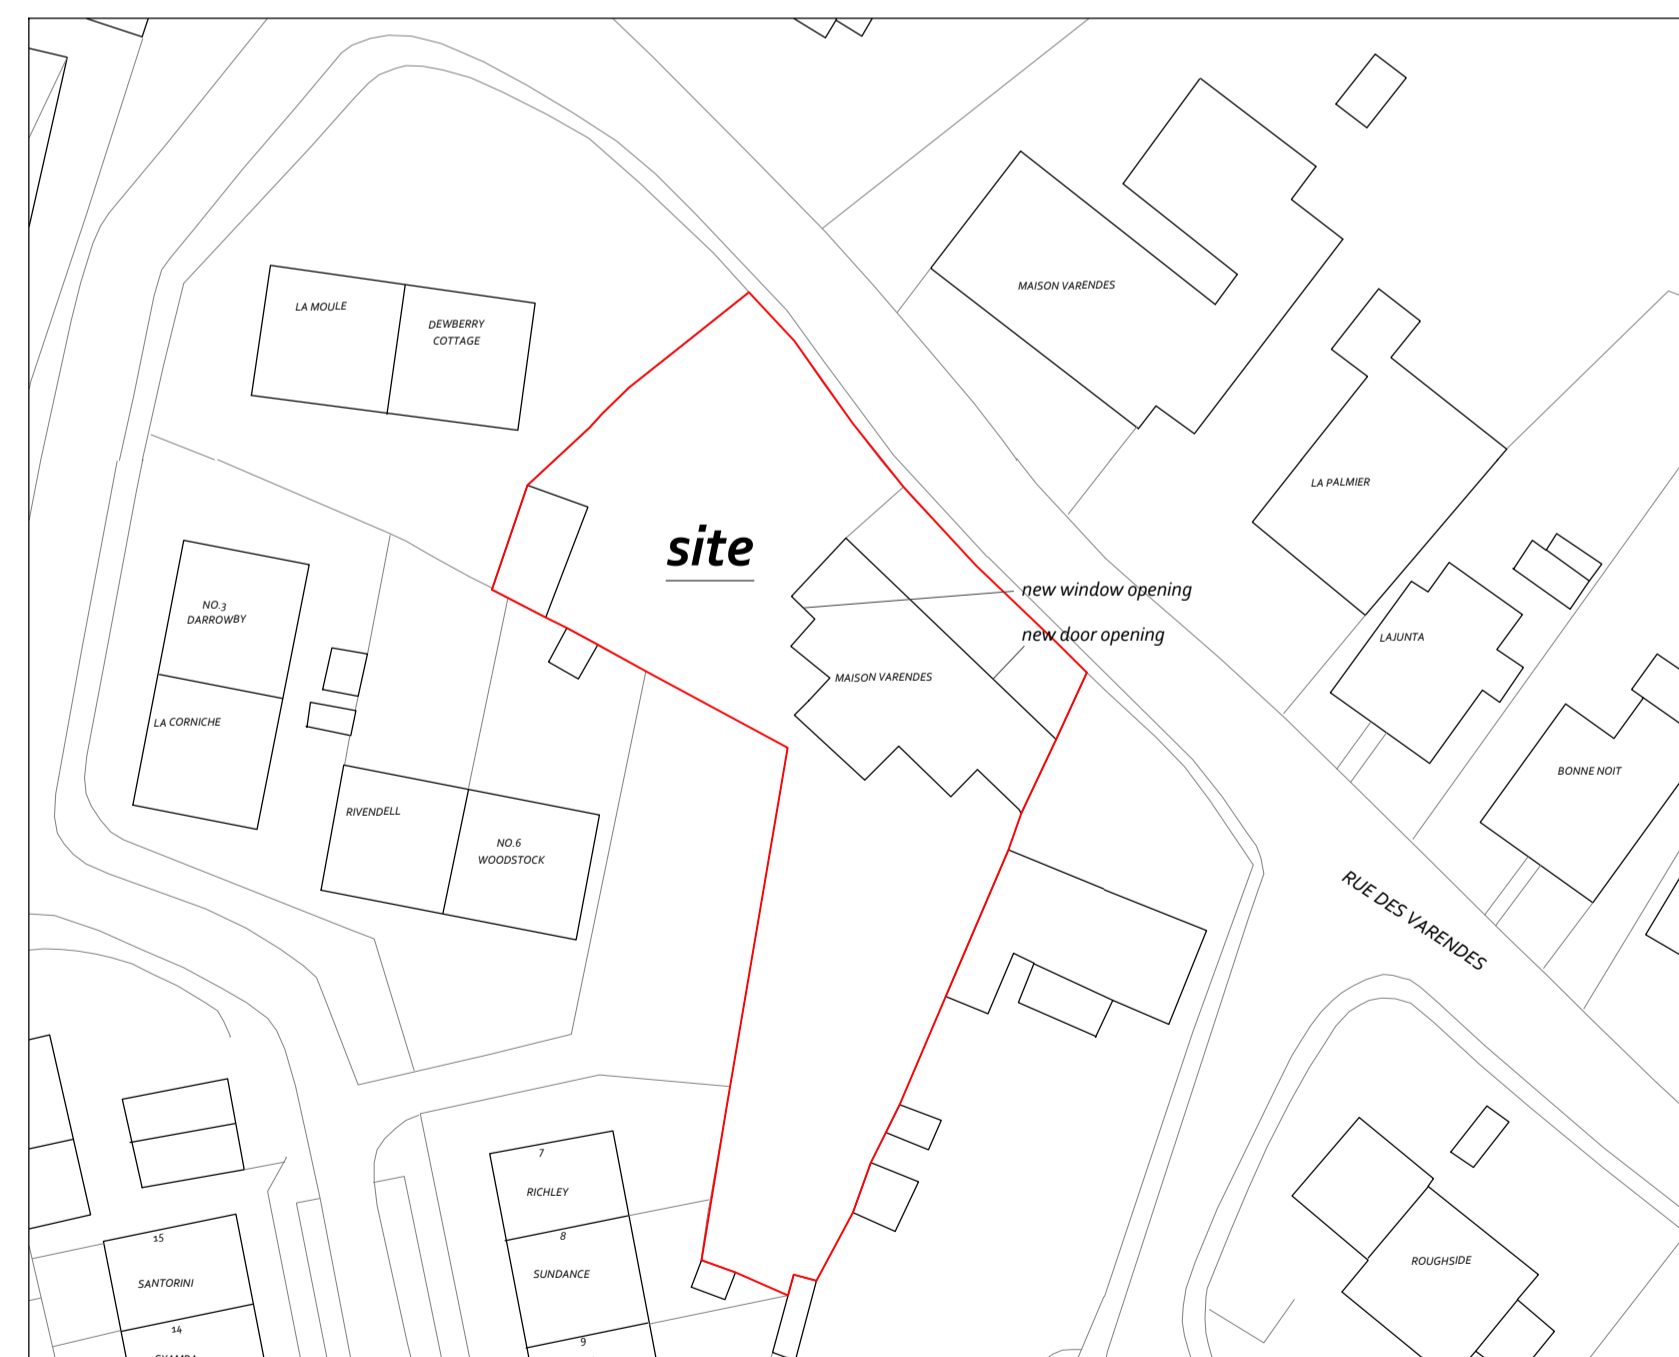 MAISON VARENDES
LA MOULE
DEWBERRY
COTTAGE
LA PALMIER
site
new window opening
new door opening
NO.3
DARROWBY
LAJUNTA
MAISON VARENDES
LA CORNICHE
BONNE NOIT
RIVENDELL
NO.6
WOODSTOCK
RUE DES VARENDES
7
RICHLEY
8
SUNDANCE
15
SANTORINI
ROUGHSIDE
14
9